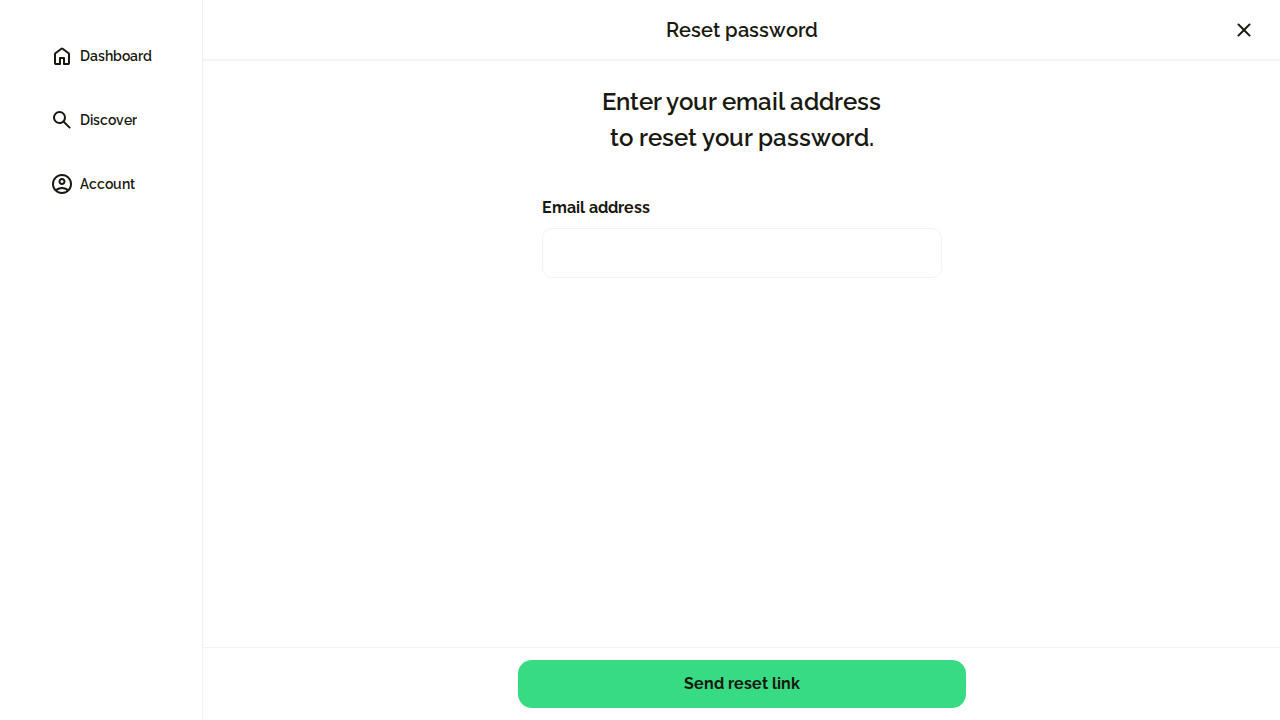 Dashboard
Discover
Account
Reset password
Enter your email address
to reset your password.
Email address
Send reset link